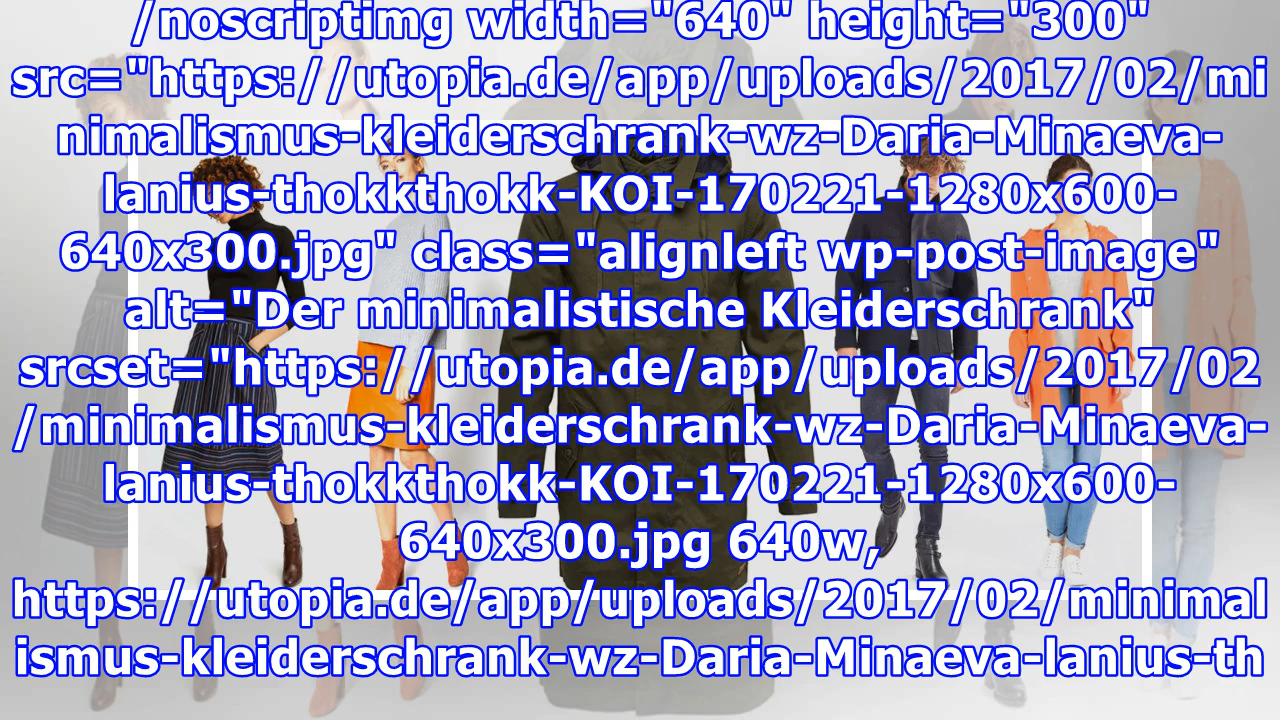 /noscriptimg width="640" height="300"
src="https://utopia.de/app/uploads/2017/02/mi
nimalismus-kleiderschrank-wz-Daria-Minaeva-
lanius-thokkthokk-KOI-170221-1280x600-
640x300.jpg" class="alignleft wp-post-image"
alt="Der minimalistische Kleiderschrank"
srcset="https://utopia.de/app/uploads/2017/02
/minimalismus-kleiderschrank-wz-Daria-Minaeva-
lanius-thokkthokk-KOI-170221-1280x600-
640x300.jpg 640w,
https://utopia.de/app/uploads/2017/02/minimal
ismus-kleiderschrank-wz-Daria-Minaeva-lanius-th